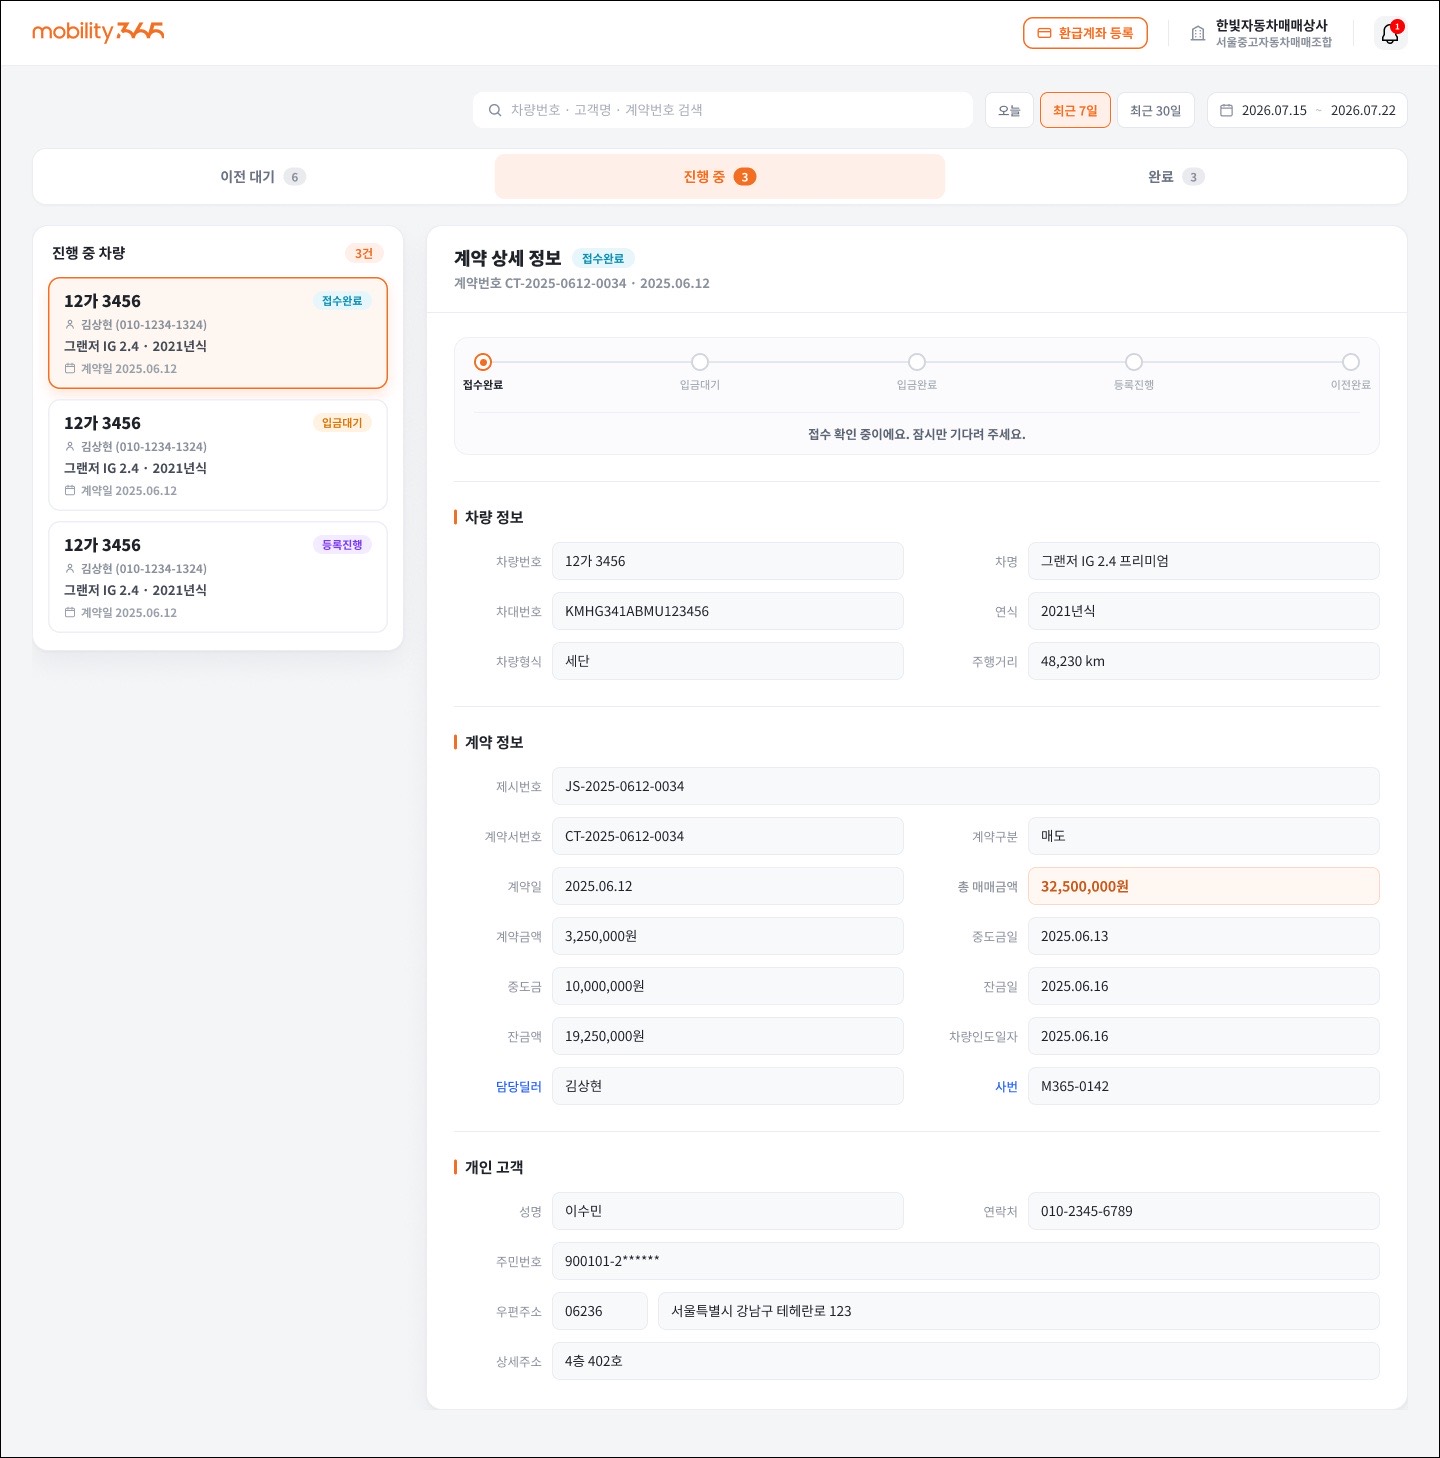 mobility 365
환급계좌 등록
한빛자동차매매상사
서울중고자동차매매조합
1
차량번호 · 고객명 · 계약번호 검색
오늘
최근 7일
최근 30일
2026.07.15 ~ 2026.07.22
이전 대기 6
진행 중 3
완료 3
진행 중 차량 3건
12가 3456 접수완료
김상현 (010-1234-1324)
그랜저 IG 2.4 · 2021년식
계약일 2025.06.12
12가 3456 입금대기
김상현 (010-1234-1324)
그랜저 IG 2.4 · 2021년식
계약일 2025.06.12
12가 3456 등록진행
김상현 (010-1234-1324)
그랜저 IG 2.4 · 2021년식
계약일 2025.06.12
계약 상세 정보 접수완료
계약번호 CT-2025-0612-0034 · 2025.06.12
접수완료 입금대기 입금완료 등록진행 이전완료
접수 확인 중이에요. 잠시만 기다려 주세요.
차량 정보
차량번호 12가 3456 차명 그랜저 IG 2.4 프리미엄
차대번호 KMHG341ABMU123456 연식 2021년식
차량형식 세단 주행거리 48,230 km
계약 정보
제시번호 JS-2025-0612-0034
계약서번호 CT-2025-0612-0034 계약구분 매도
계약일 2025.06.12 총 매매금액 32,500,000원
계약금액 3,250,000원 중도금일 2025.06.13
중도금 10,000,000원 잔금일 2025.06.16
잔금액 19,250,000원 차량인도일자 2025.06.16
담당딜러 김상현 사번 M365-0142
개인 고객
성명 이수민 연락처 010-2345-6789
주민번호 900101-2******
우편주소 06236 서울특별시 강남구 테헤란로 123
상세주소 4층 402호